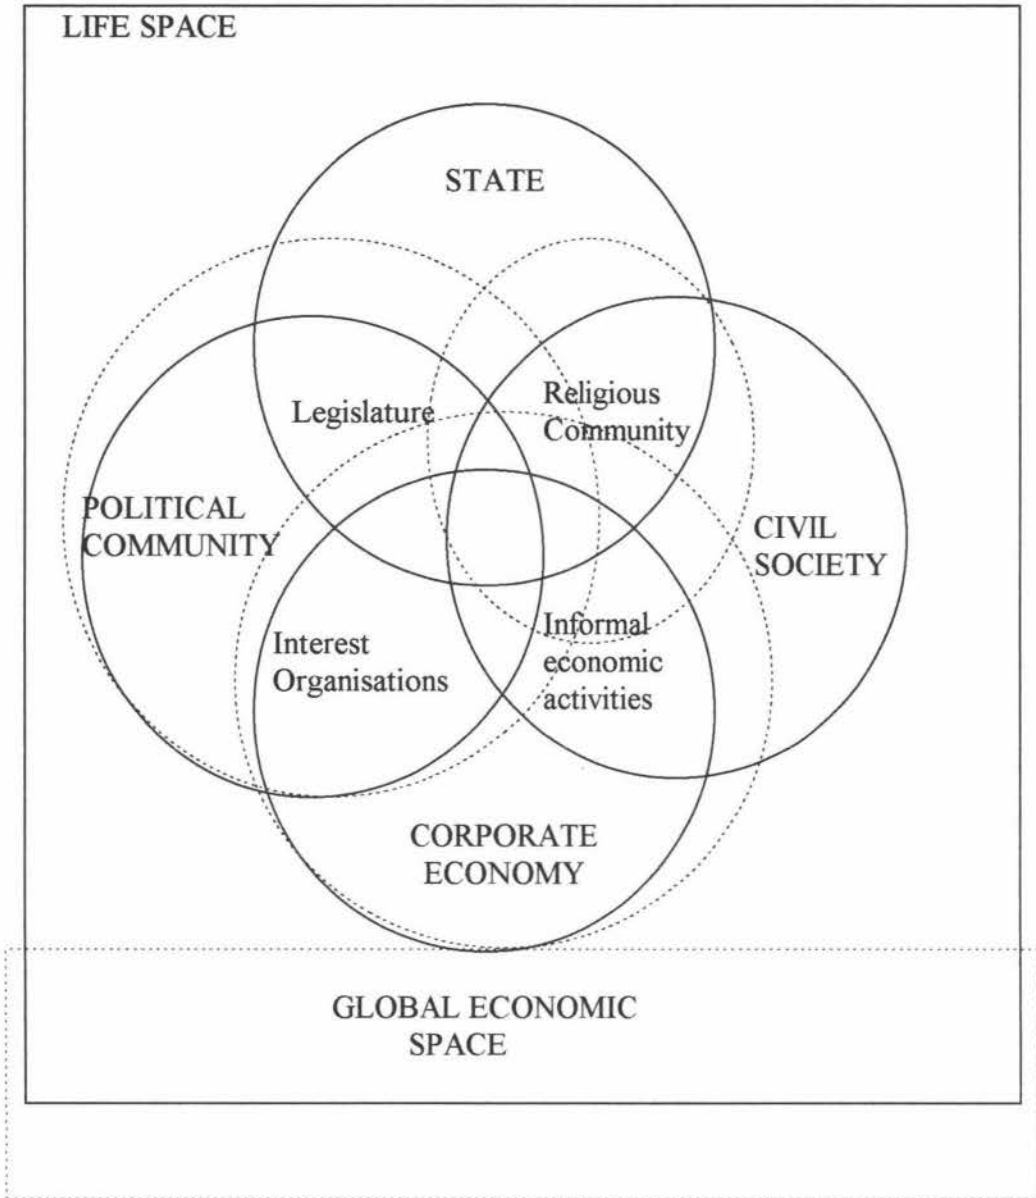 LIFE SPACE
STATE
Legislature
Religious
Community
POLITICAL
COMMUNITY
CIVIL
SOCIETY
Interest
Organisations
Informal
economic
activities
CORPORATE
ECONOMY
GLOBAL ECONOMIC
SPACE